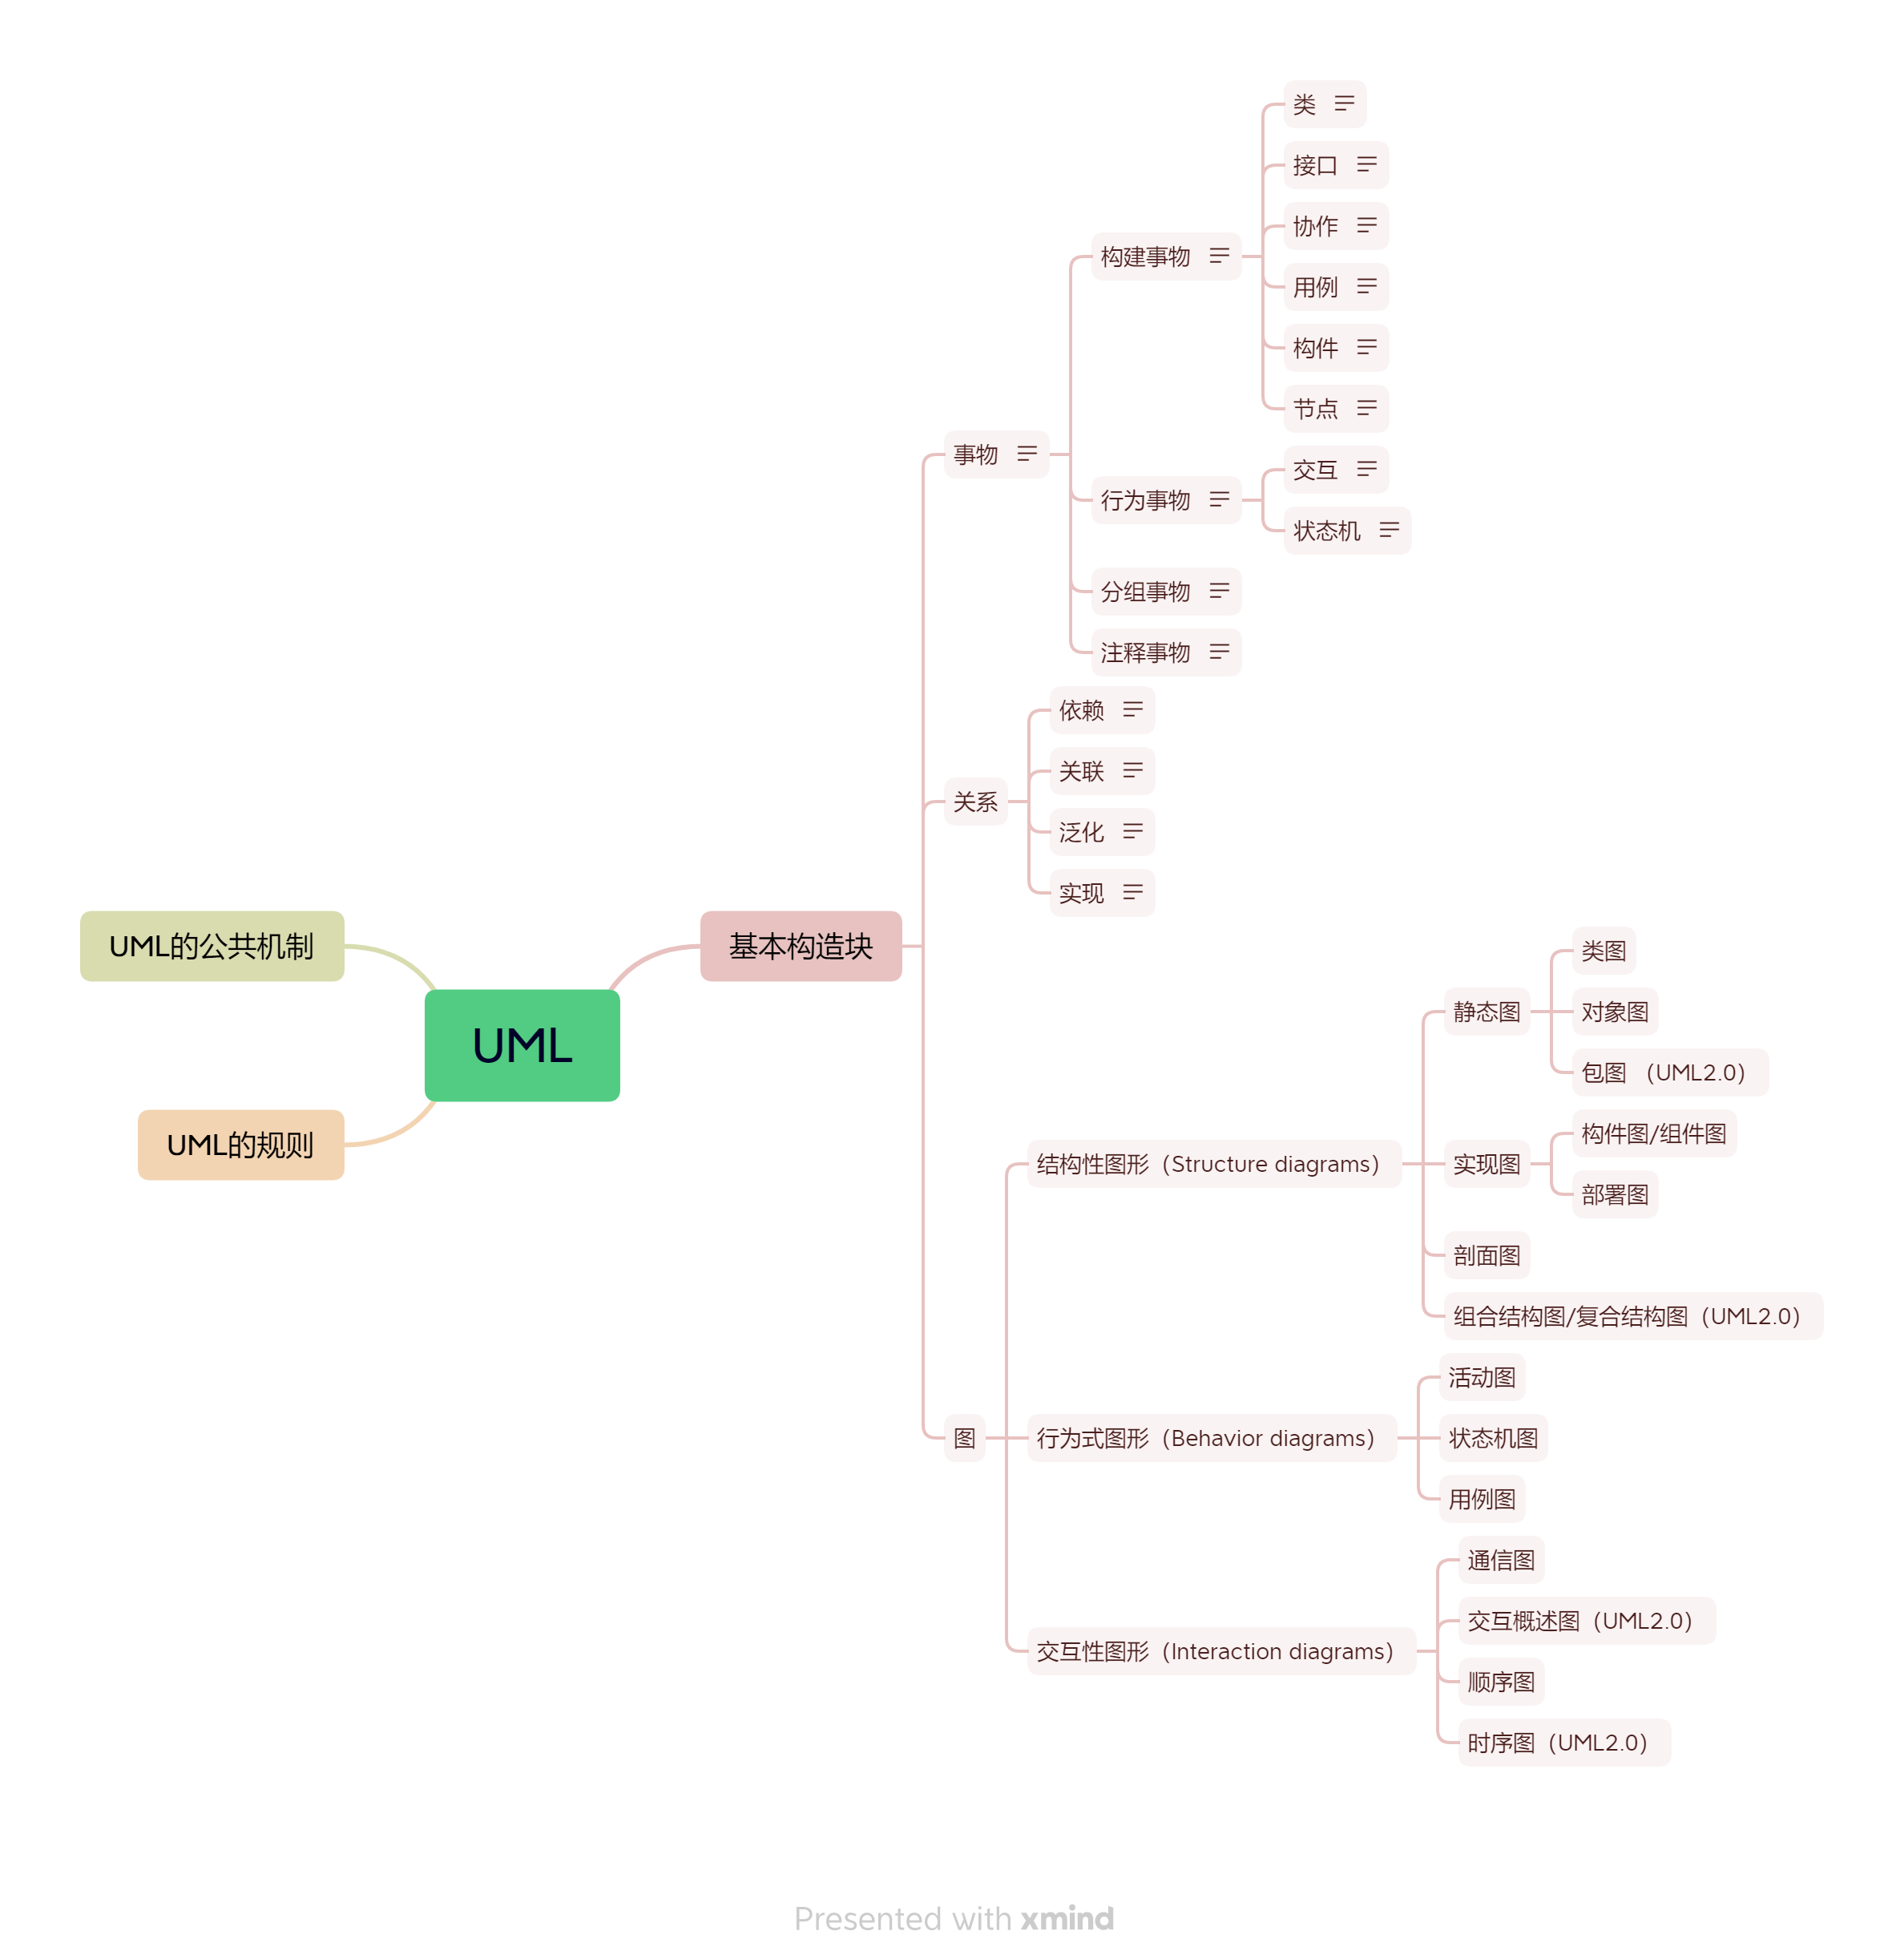 类
接口
协作
构建事物
用例
构件
节点
事物
交互
行为事物
状态机
分组事物
注释事物
依赖
关联
关系
泛化
实现
UML的公共机制
基本构造块
UML
UML的规则
类图
静态图
对象图
包图 （UML2.0）
构件图/组件图
结构性图形（Structure diagrams）
实现图
部署图
剖面图
组合结构图/复合结构图（UML2.0）
活动图
图
行为式图形（Behavior diagrams）
状态机图
用例图
通信图
交互概述图（UML2.0）
交互性图形（Interaction diagrams）
顺序图
时序图（UML2.0）
Presented with xmind